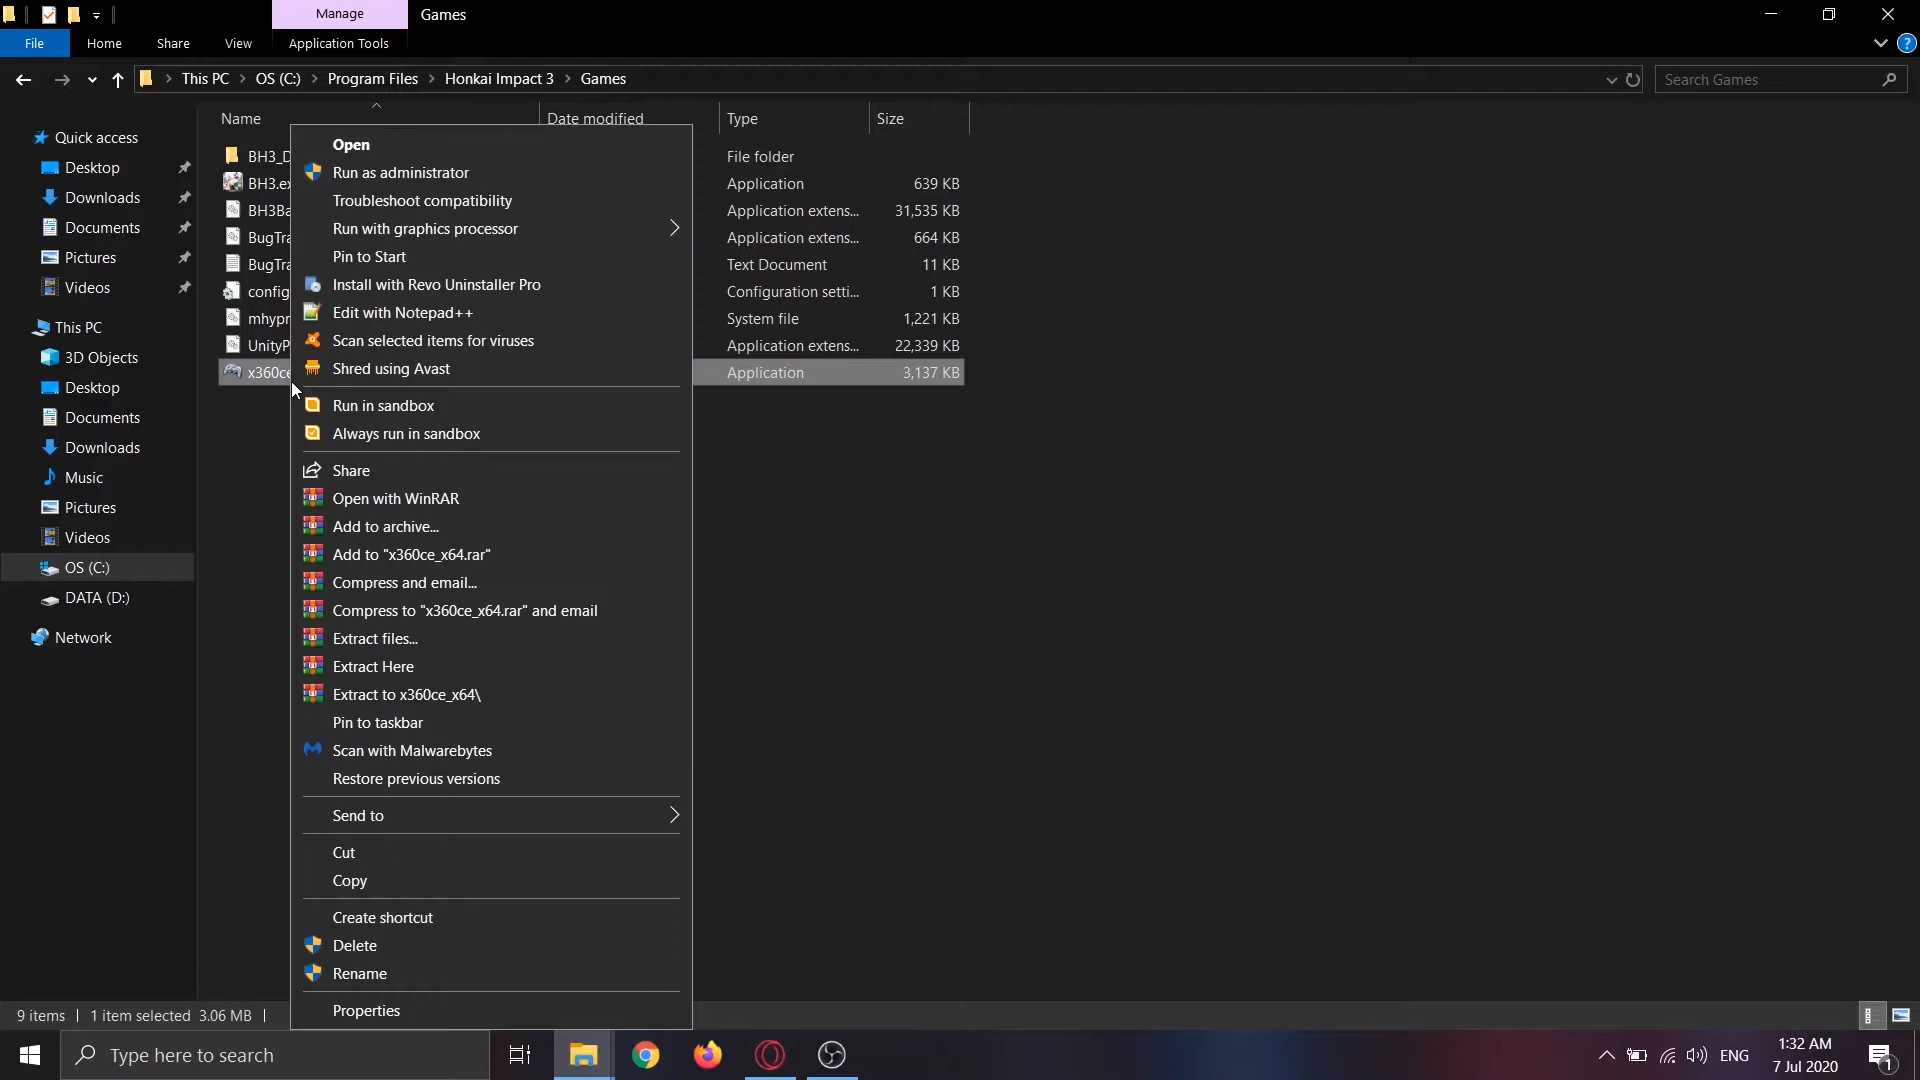 Manage
Games
File
Home
Share
View
Application Tools
?
This PC
OS (C:)
Program Files
Honkai Impact 3
Games
Search Games
Name
Date modified
Type
Size
Quick access
Desktop
Downloads
Documents
Pictures
Videos
This PC
3D Objects
Desktop
Documents
Downloads
Music
Pictures
Videos
OS (C:)
DATA (D:)
Network
BH3_D
File folder
BH3.ex
Application
639 KB
BH3Ba
Application extens...
31,535 KB
BugTra
Application extens...
664 KB
BugTra
Text Document
11 KB
config
Configuration setti...
1 KB
mhypr
System file
1,221 KB
UnityP
Application extens...
22,339 KB
x360ce
Application
3,137 KB
Open
Run as administrator
Troubleshoot compatibility
Run with graphics processor
Pin to Start
Install with Revo Uninstaller Pro
Edit with Notepad++
Scan selected items for viruses
Shred using Avast
Run in sandbox
Always run in sandbox
Share
Open with WinRAR
Add to archive...
Add to "x360ce_x64.rar"
Compress and email...
Compress to "x360ce_x64.rar" and email
Extract files...
Extract Here
Extract to x360ce_x64\
Pin to taskbar
Scan with Malwarebytes
Restore previous versions
Send to
Cut
Copy
Create shortcut
Delete
Rename
Properties
9 items
1 item selected 3.06 MB
Type here to search
ENG
1:32 AM
7 Jul 2020
1